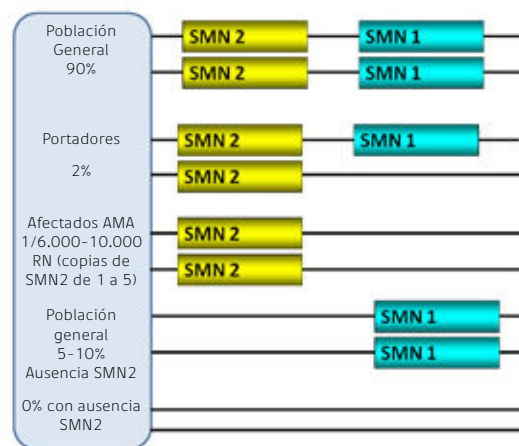 Población
General
90%
SMN 2 SMN 1
SMN 2 SMN 1
Portadores
2%
SMN 2 SMN 1
SMN 2
Afectados AMA
1/6.000-10.000
RN (copias de
SMN2 de 1 a 5)
SMN 2
SMN 2
Población
general
5-10%
Ausencia SMN2
SMN 1
SMN 1
0% con ausencia
SMN2